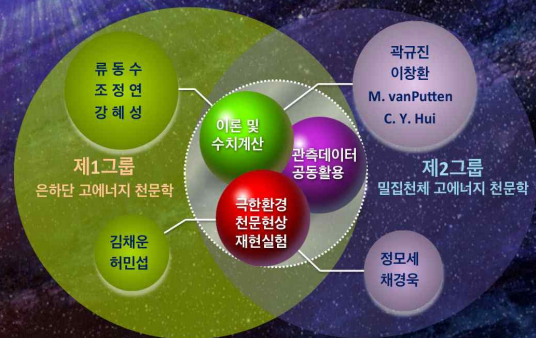 류 동 수
조 정 연
강 혜 성
곽규진
이창환
M. vanPutten
C. Y. Hui
이론 및
수치계산
관측데이터
공동활용
제1그룹
은하단 고에너지 천문학
제2그룹
밀집천체 고에너지 천문학
극한환경
천문현상
재현실험
김채운
허민섭
정모세
채경욱